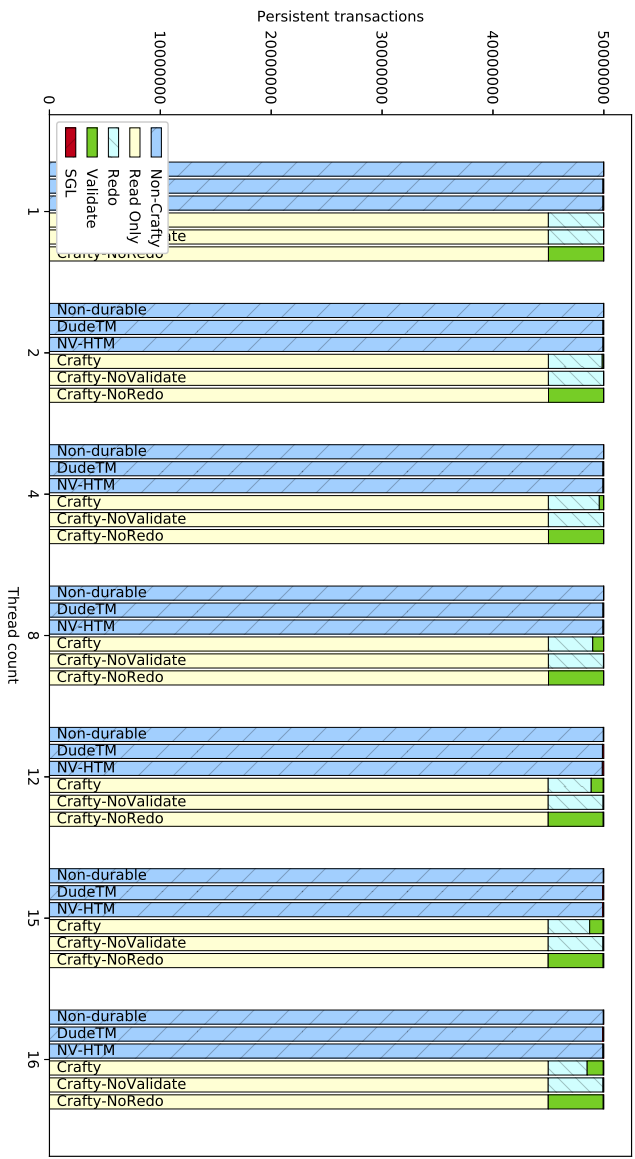 Persistent transactions
0
10000000
20000000
30000000
40000000
50000000
Non-Crafty
Read Only
Redo
Validate
SGL
Crafty-NoRedo
1
Non-durable
DudeTM
NV-HTM
Crafty
Crafty-NoValidate
Crafty-NoRedo
2
Non-durable
DudeTM
NV-HTM
Crafty
Crafty-NoValidate
Crafty-NoRedo
4
Non-durable
DudeTM
NV-HTM
Crafty
Crafty-NoValidate
Crafty-NoRedo
8
Non-durable
DudeTM
NV-HTM
Crafty
Crafty-NoValidate
Crafty-NoRedo
12
Non-durable
DudeTM
NV-HTM
Crafty
Crafty-NoValidate
Crafty-NoRedo
15
Non-durable
DudeTM
NV-HTM
Crafty
Crafty-NoValidate
Crafty-NoRedo
16
Thread count